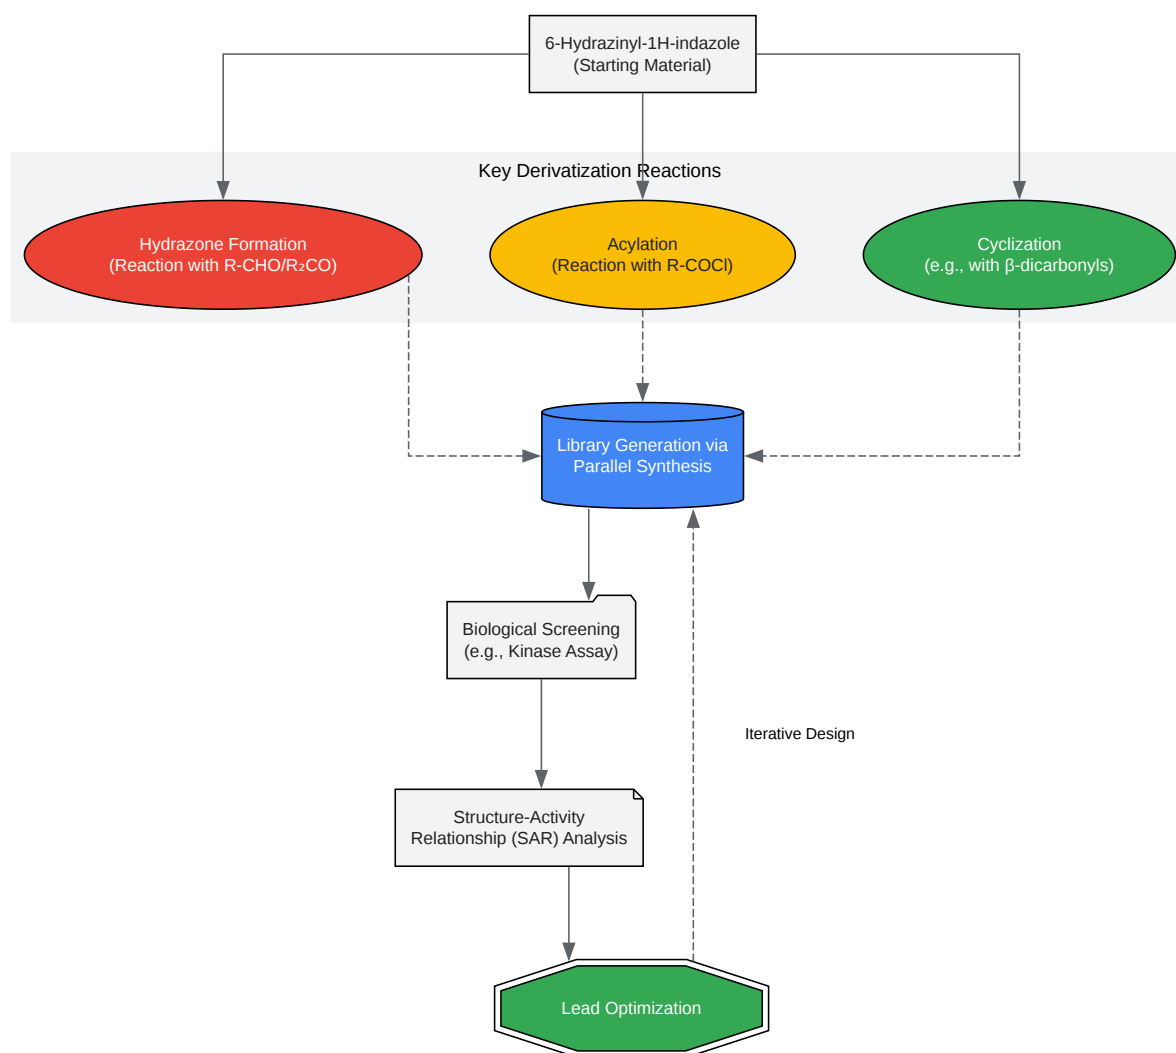 6-Hydrazinyl-1H-indazole
(Starting Material)
Key Derivatization Reactions
Hydrazone Formation
(Reaction with R-CHO/R₂CO)
Acylation
(Reaction with R-COCl)
Cyclization
(e.g., with β-dicarbonyls)
Library Generation via
Parallel Synthesis
Biological Screening
(e.g., Kinase Assay)
Iterative Design
Structure-Activity
Relationship (SAR) Analysis
Lead Optimization